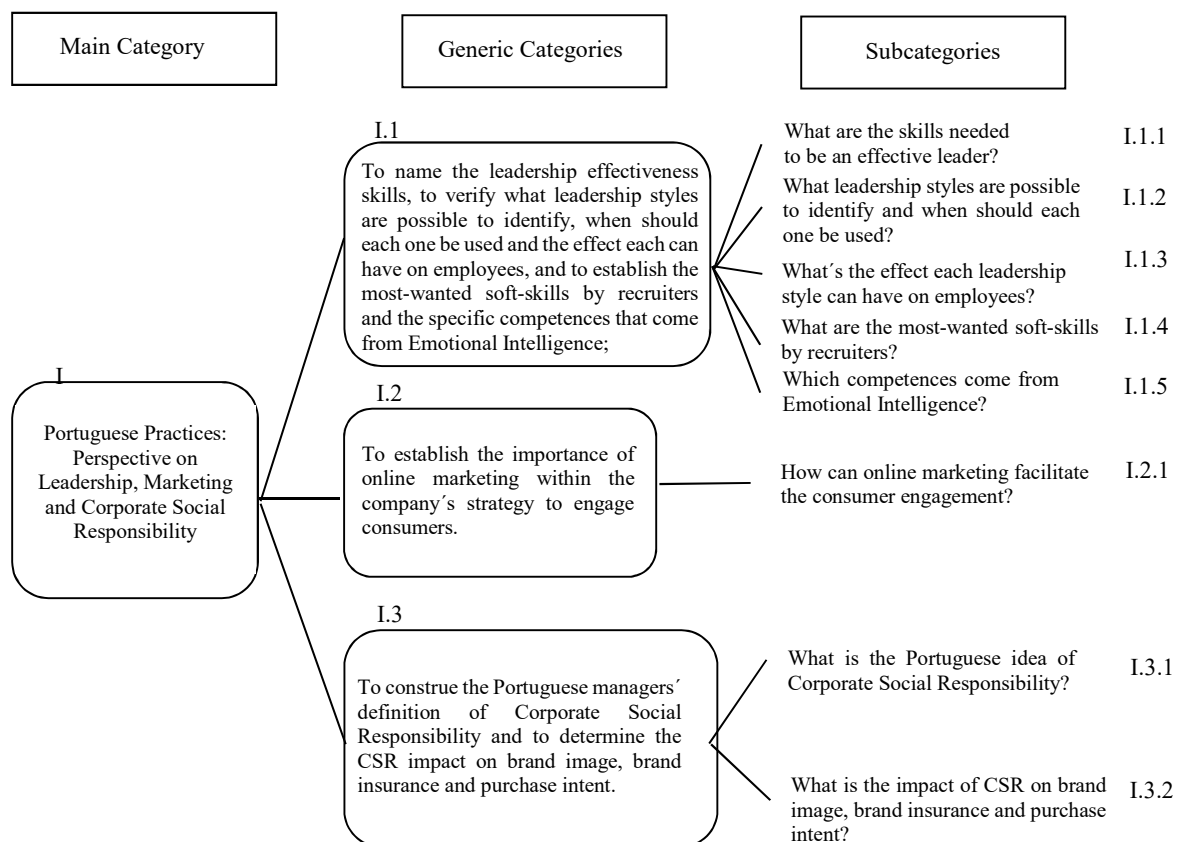 Main Category
Generic Categories
Subcategories
I
Portuguese Practices:
Perspective on
Leadership, Marketing
and Corporate Social
Responsibility
I.1
To name the leadership effectiveness
skills, to verify what leadership styles
are possible to identify, when should
each one be used and the effect each can
have on employees, and to establish the
most-wanted soft-skills by recruiters
and the specific competences that come
from Emotional Intelligence;
What are the skills needed
to be an effective leader?
I.1.1
What leadership styles are possible
to identify and when should each
one be used?
I.1.2
What´s the effect each leadership
style can have on employees?
I.1.3
What are the most-wanted soft-skills
by recruiters?
I.1.4
Which competences come from
Emotional Intelligence?
I.1.5
I.2
To establish the importance of
online marketing within the
company´s strategy to engage
consumers.
How can online marketing facilitate
the consumer engagement?
I.2.1
I.3
To construe the Portuguese managers´
definition of Corporate Social
Responsibility and to determine the
CSR impact on brand image, brand
insurance and purchase intent.
What is the Portuguese idea of
Corporate Social Responsibility?
I.3.1
What is the impact of CSR on brand
image, brand insurance and purchase
intent?
I.3.2